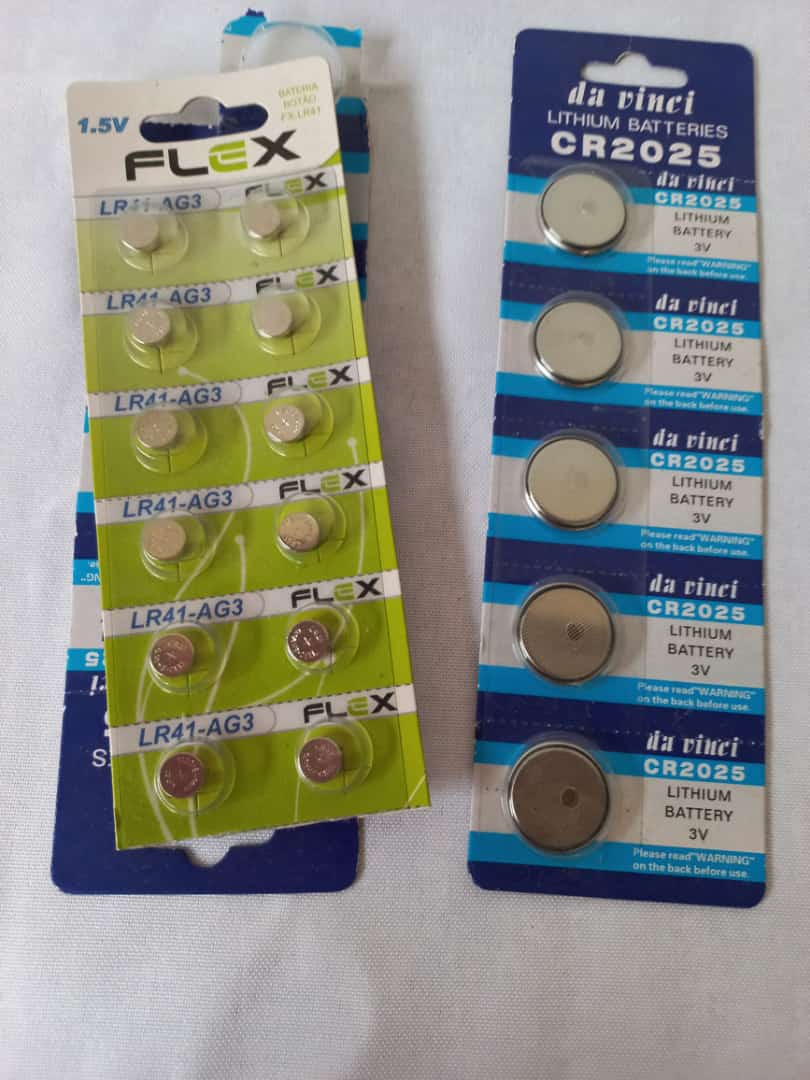 1.5V
BATERIA
BOTÃO
FX-LR41
FLEX
LR41-AG3
FLEX
LR41-AG3
FLEX
LR41-AG3
FLEX
LR41-AG3
FLEX
LR41-AG3
FLEX
LR41-AG3
FLEX
da vinci
LITHIUM BATTERIES
CR2025
da vinci
CR2025
LITHIUM
BATTERY
3V
Please read"WARNING"
on the back before use.
da vinci
CR2025
LITHIUM
BATTERY
3V
Please read"WARNING"
on the back before use.
da vinci
CR2025
LITHIUM
BATTERY
3V
Please read"WARNING"
on the back before use.
da vinci
CR2025
LITHIUM
BATTERY
3V
Please read"WARNING"
on the back before use.
da vinci
CR2025
LITHIUM
BATTERY
3V
Please read"WARNING"
on the back before use.